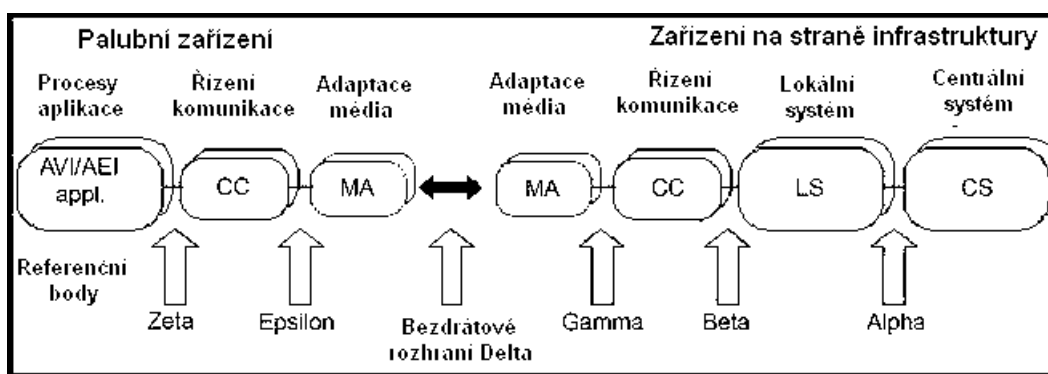 Palubní zařízení
Zařízení na straně infrastruktury
Procesy
aplikace
Řízení
komunikace
Adaptace
média
Adaptace
média
Řízení
komunikace
Lokální
systém
Centrální
systém
AVI/AEI
appl.
CC
MA
MA
CC
LS
CS
Referenční
body
Zeta
Epsilon
Bezdrátové
rozhraní Delta
Gamma
Beta
Alpha